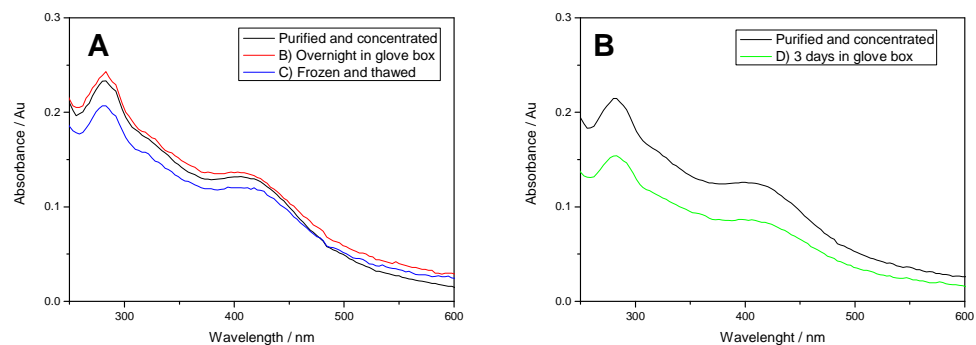 A
Purified and concentrated
B) Overnight in glove box
C) Frozen and thawed
0.3
0.2
0.1
0.0
Absorbance / Au
300
400
500
600
Wavelength / nm
B
Purified and concentrated
D) 3 days in glove box
0.3
0.2
0.1
0.0
Absorbance / Au
300
400
500
600
Wavelenght / nm